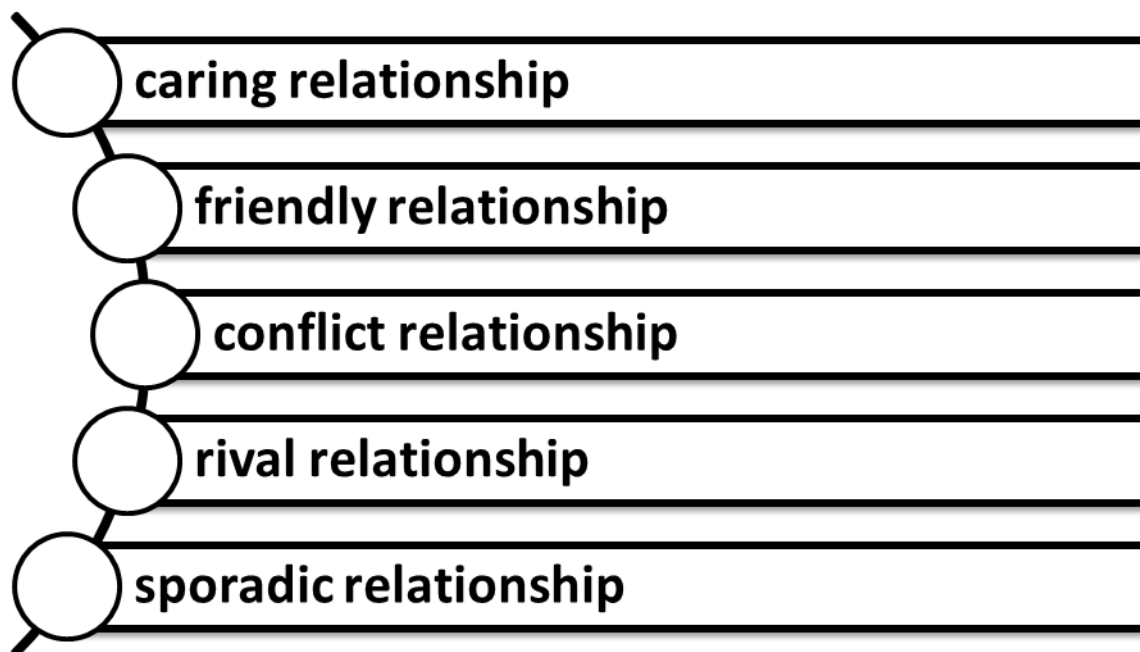 caring relationship
friendly relationship
conflict relationship
rival relationship
sporadic relationship